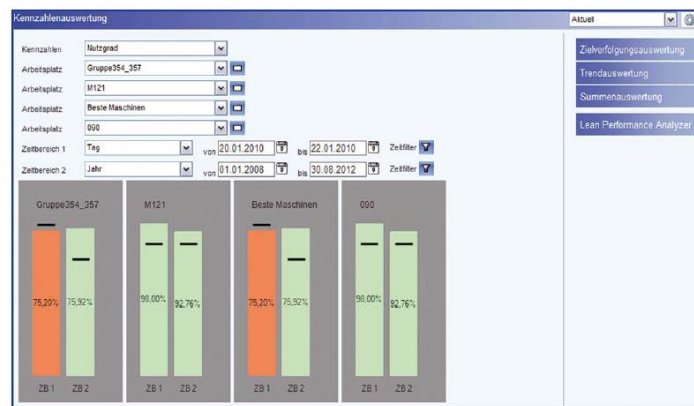 Kennzahlenauswertung
Aktuell
Kennzahlen Nutzgrad
Arbeitsplatz Gruppe354_357
Arbeitsplatz M121
Arbeitsplatz Beste Maschinen
Arbeitsplatz 090
Zeitbereich 1 Tag von 20.01.2010 bis 22.01.2010 Zeitfilter
Zeitbereich 2 Jahr von 01.01.2008 bis 30.08.2012 Zeitfilter
Zielverfolgungsauswertung
Trendauswertung
Summenauswertung
Lean Performance Analyzer
Gruppe354_357 M121 Beste Maschinen 090
75,20% 75,92% 98,00% 92,76% 75,20% 75,92% 98,00% 92,76%
ZB 1 ZB 2 ZB 1 ZB 2 ZB 1 ZB 2 ZB 1 ZB 2